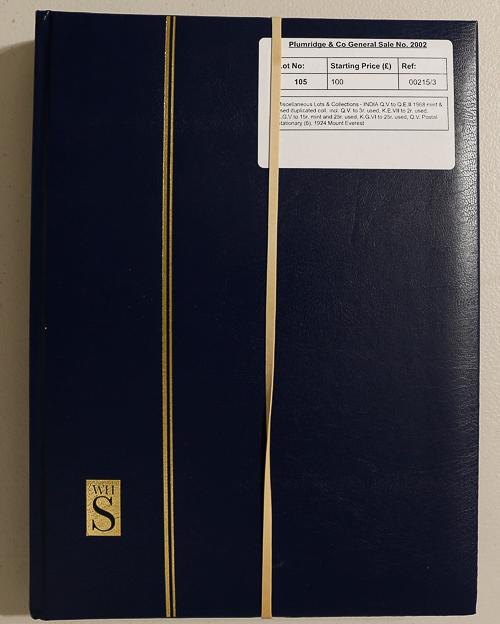 Plumridge & Co General Sale No. 2002
Lot No: Starting Price (£) Ref:
105 100 00215/3
Miscellaneous Lots & Collections - INDIA Q.V to Q.E.II 1968 mint &
used duplicated coll. incl. Q.V. to 3r. used, K.E.VII to 2r. used,
K.G.V to 15r. mint and 25r. used, K.G.VI to 25r. used, Q.V. Postal
Stationary (6), 1924 Mount Everest
WH
S